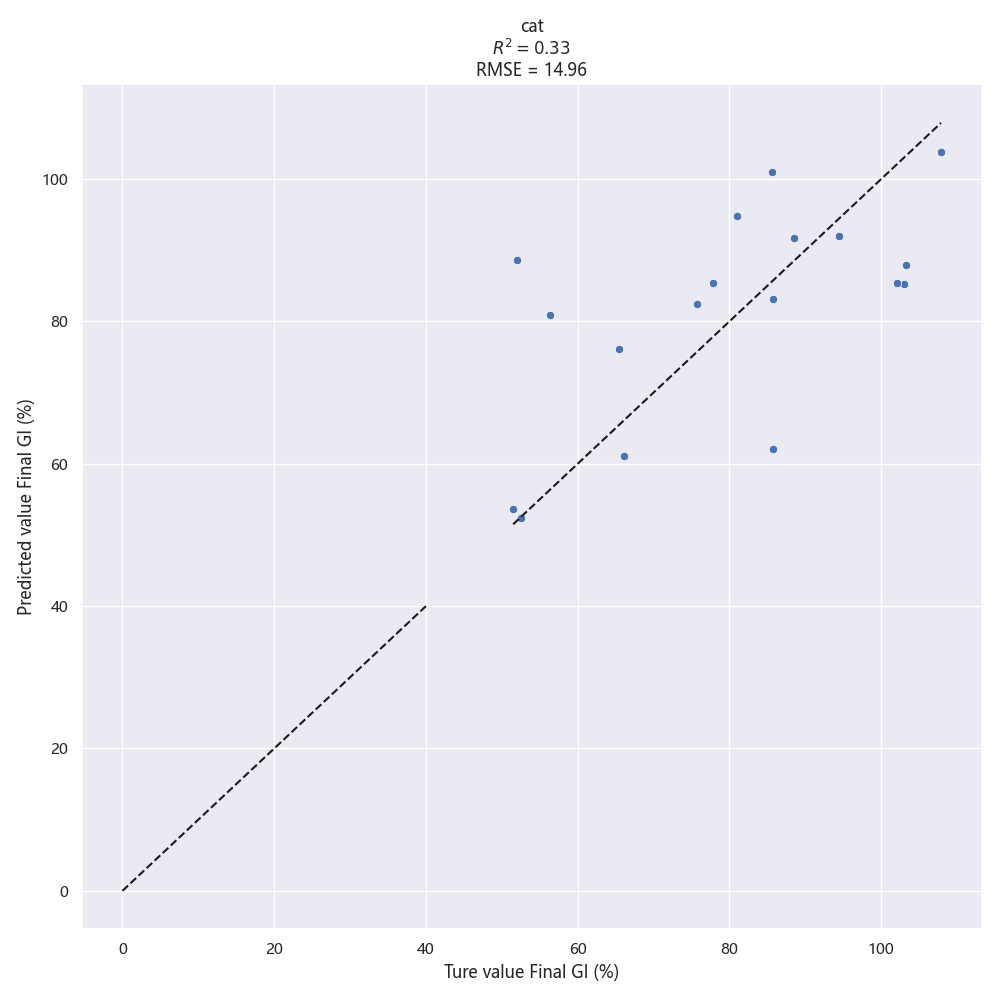 cat
R² = 0.33
RMSE = 14.96
100
80
60
40
20
0
Predicted value Final GI (%)
0 20 40 60 80 100
Ture value Final GI (%)